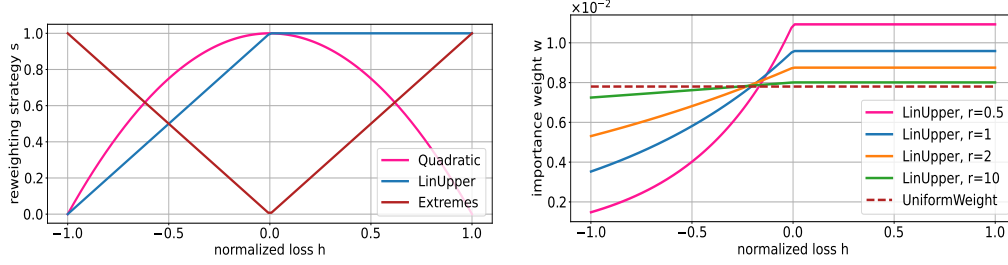 reweighting strategy s
1.0
0.8
0.6
0.4
0.2
0.0
Quadratic
LinUpper
Extremes
−1.0 −0.5 0.0 0.5 1.0
normalized loss h
×10⁻²
importance weight w
1.0
0.8
0.6
0.4
0.2
LinUpper, r=0.5
LinUpper, r=1
LinUpper, r=2
LinUpper, r=10
UniformWeight
−1.0 −0.5 0.0 0.5 1.0
normalized loss h